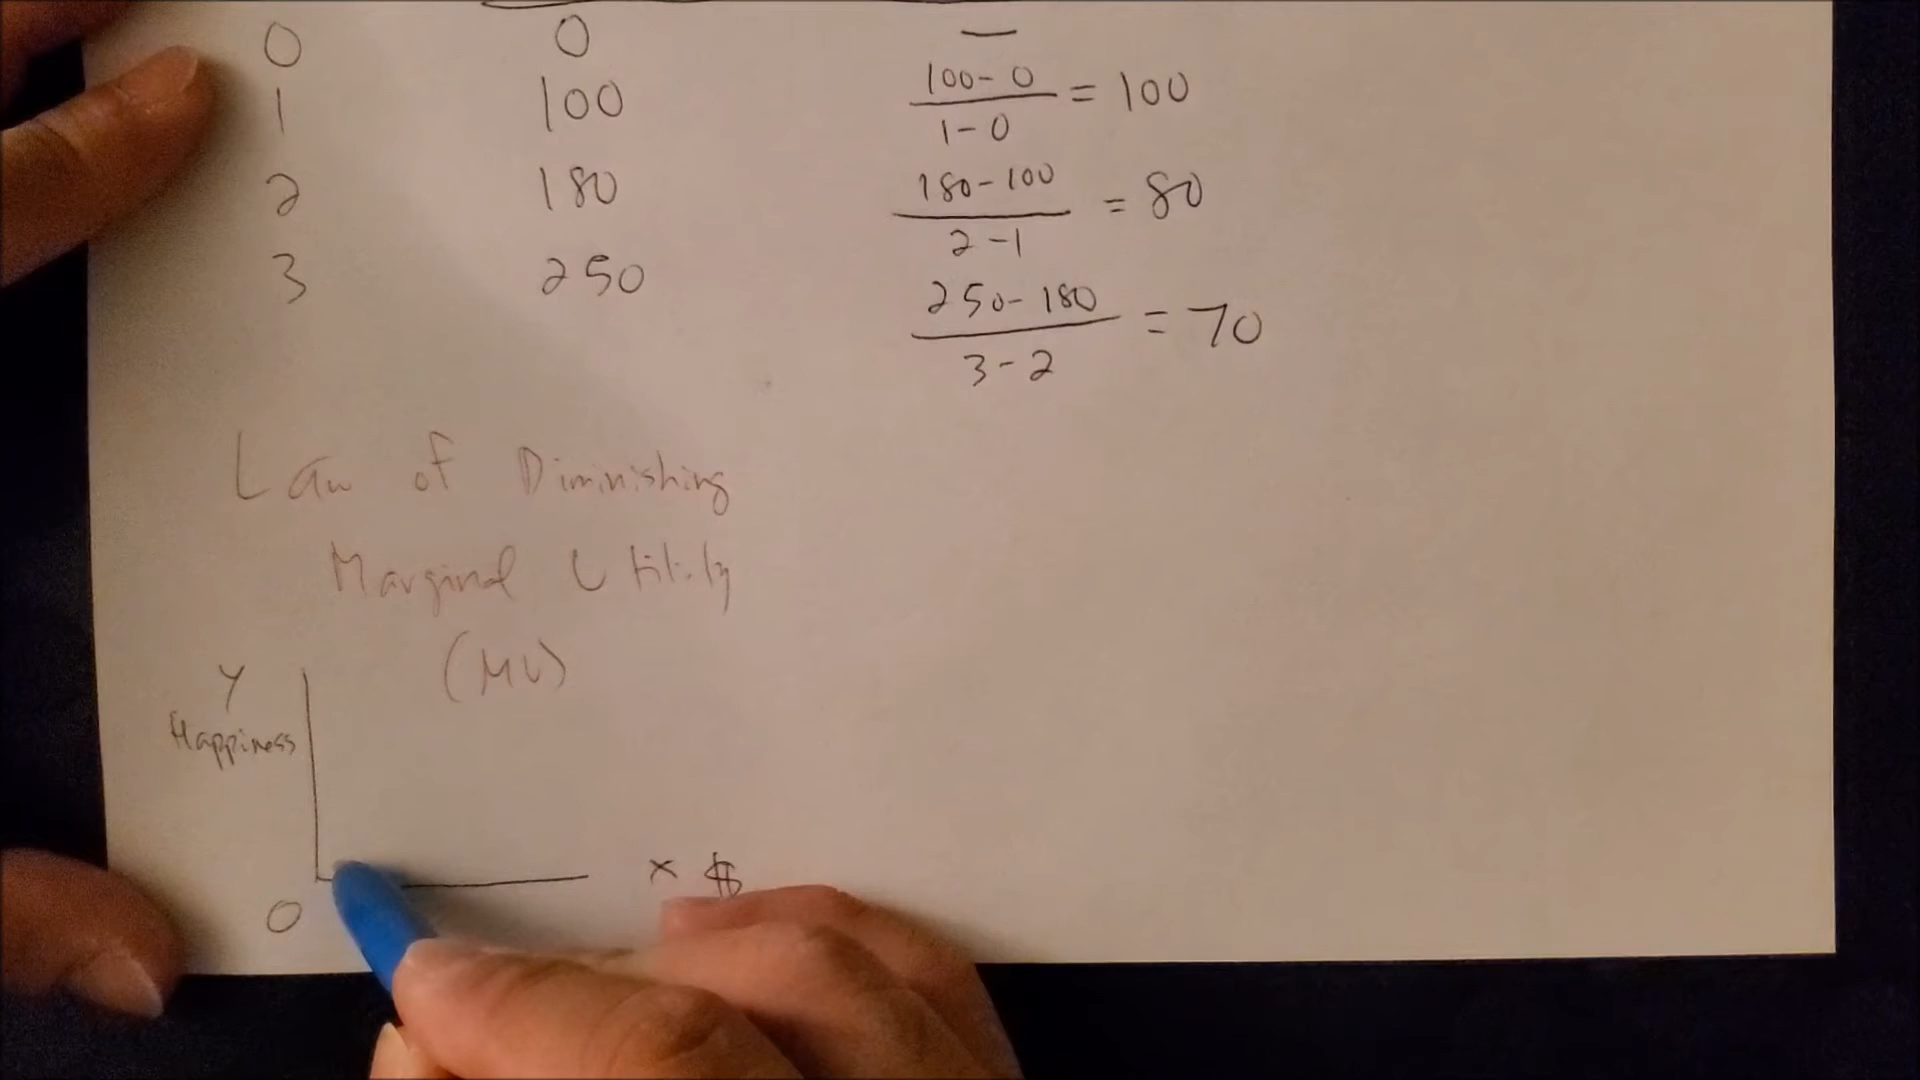 0 0 —
1 100 100-0 / 1-0 = 100
2 180 180-100 / 2-1 = 80
3 250 250-180 / 3-2 = 70
Law of Diminishing
Marginal Utility
(MU)
Y
Happiness
X $
0